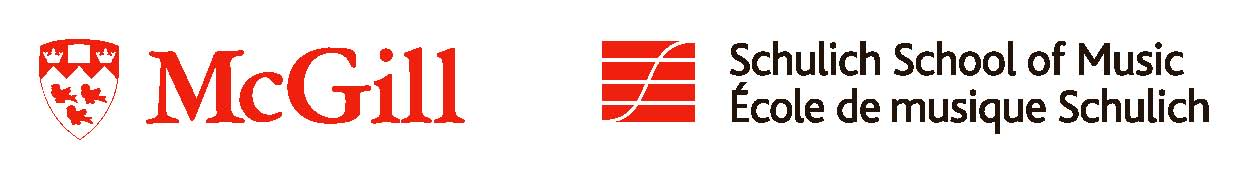 McGill
Schulich School of Music
École de musique Schulich